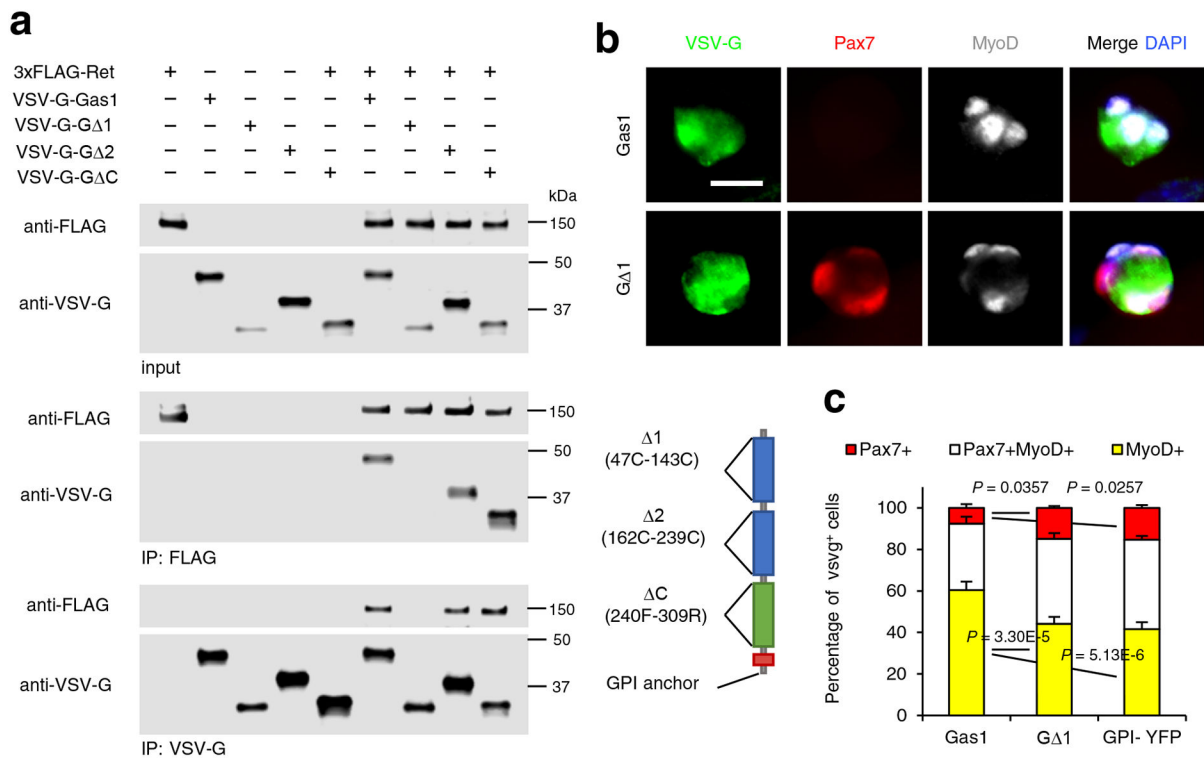 a
3xFLAG-Ret + − − − + + + + +
VSV-G-Gas1 − + − − − + − − −
VSV-G-GΔ1 − − + − − − + − −
VSV-G-GΔ2 − − − + − − − + −
VSV-G-GΔC − − − − + − − − +
kDa
anti-FLAG 150
50
anti-VSV-G
37
input
anti-FLAG 150
50
anti-VSV-G
37
IP: FLAG
anti-FLAG 150
50
anti-VSV-G
37
IP: VSV-G
Δ1
(47C-143C)
Δ2
(162C-239C)
ΔC
(240F-309R)
GPI anchor
b
VSV-G Pax7 MyoD Merge DAPI
Gas1
GΔ1
c
Pax7+ Pax7+MyoD+ MyoD+
P = 0.0357 P = 0.0257
100
80
60
40
20
0
P = 3.30E-5
P = 5.13E-6
Percentage of vsvg+ cells
Gas1 GΔ1 GPI- YFP